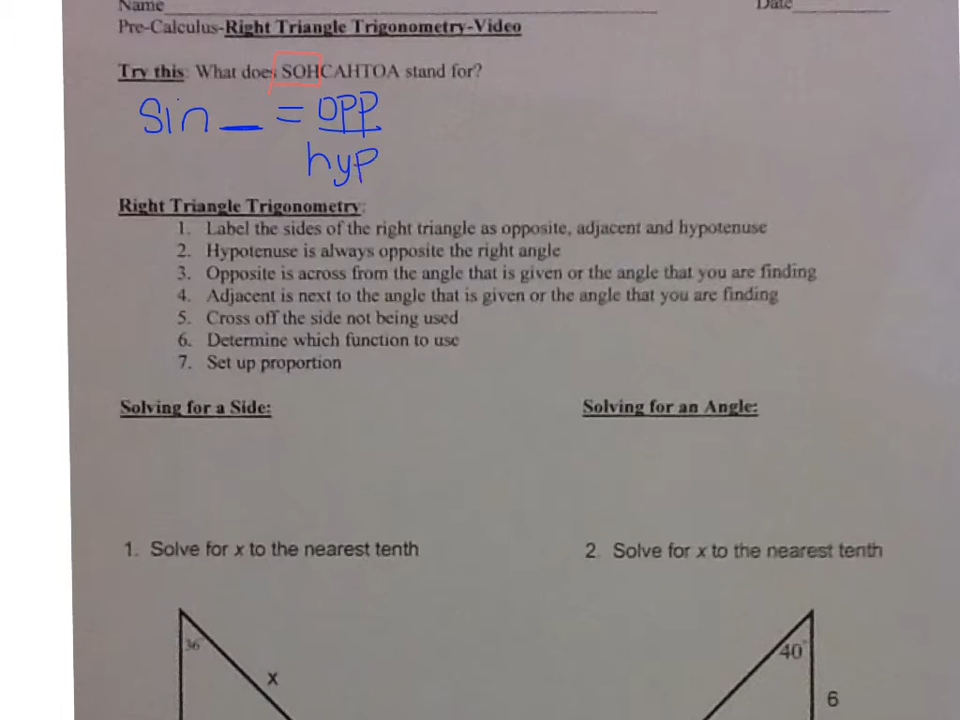 Name
Date
Pre-Calculus-Right Triangle Trigonometry-Video
Try this: What does SOHCAHTOA stand for?
Sin __ = opp
hyp
Right Triangle Trigonometry:
1. Label the sides of the right triangle as opposite, adjacent and hypotenuse
2. Hypotenuse is always opposite the right angle
3. Opposite is across from the angle that is given or the angle that you are finding
4. Adjacent is next to the angle that is given or the angle that you are finding
5. Cross off the side not being used
6. Determine which function to use
7. Set up proportion
Solving for a Side:
Solving for an Angle:
1. Solve for x to the nearest tenth
2. Solve for x to the nearest tenth
36°
x
40°
6